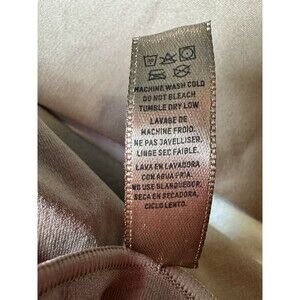 MACHINE WASH COLD
DO NOT BLEACH
TUMBLE DRY LOW
LAVAGE DE
MACHINE FROID.
NE PAS JAVELLISER.
LINGE SEC FAIBLE.
LAVA EN LAVADORA
CON AGUA FRIA.
NO USE BLANQUEDOR.
SECA EN SECADORA,
CICLO LENTO.